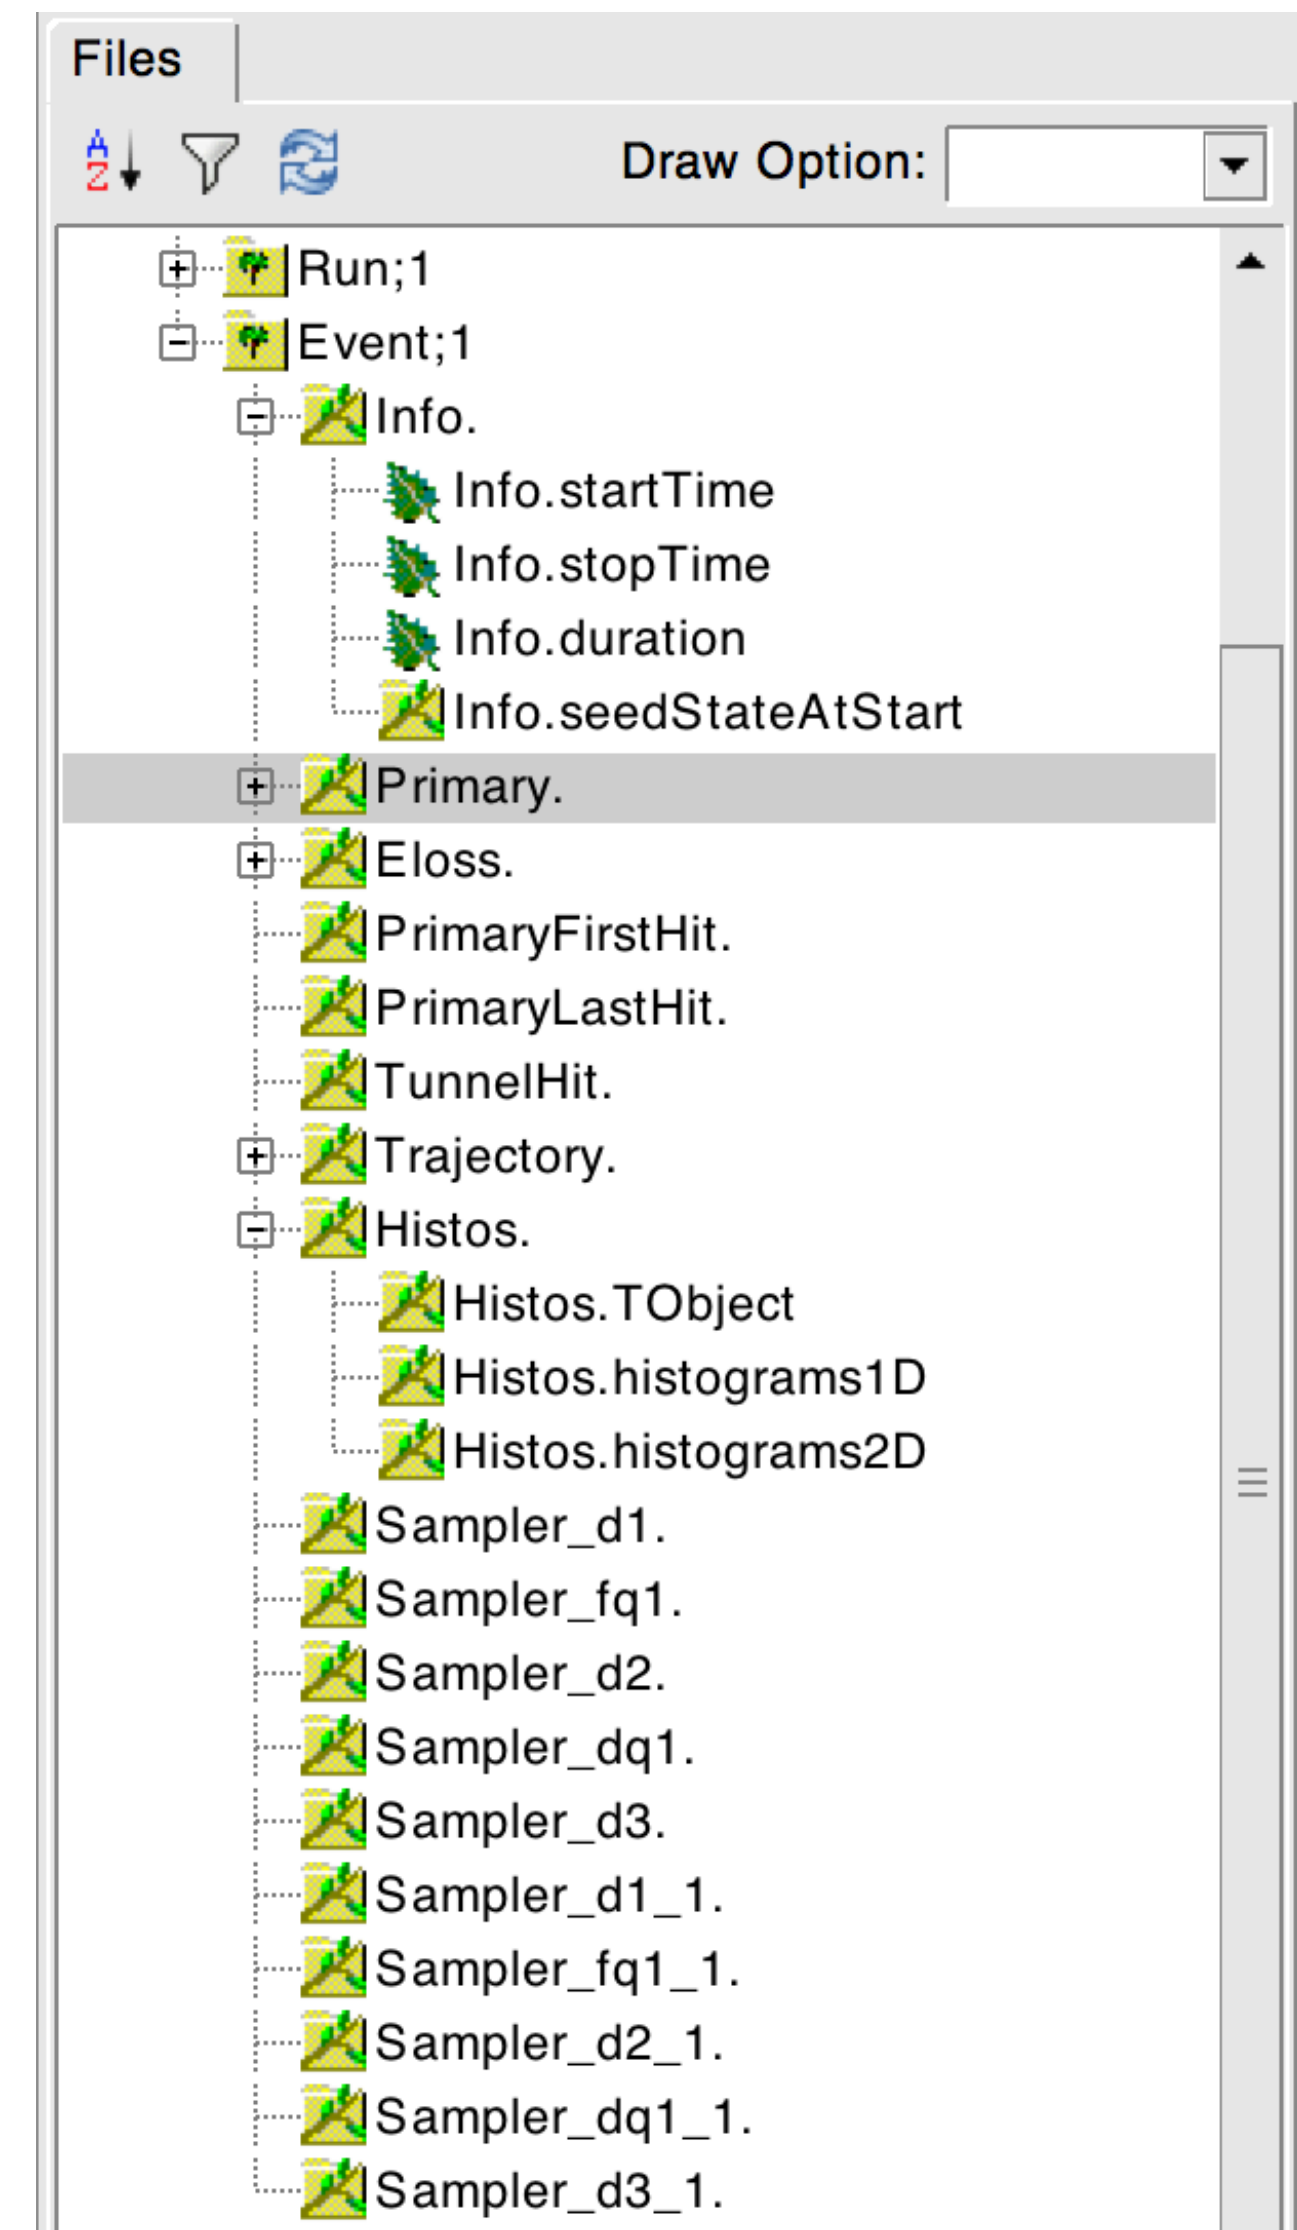 Files
A
Z
Draw Option:
Run;1
Event;1
Info.
Info.startTime
Info.stopTime
Info.duration
Info.seedStateAtStart
Primary.
Eloss.
PrimaryFirstHit.
PrimaryLastHit.
TunnelHit.
Trajectory.
Histos.
Histos.TObject
Histos.histograms1D
Histos.histograms2D
Sampler_d1.
Sampler_fq1.
Sampler_d2.
Sampler_dq1.
Sampler_d3.
Sampler_d1_1.
Sampler_fq1_1.
Sampler_d2_1.
Sampler_dq1_1.
Sampler_d3_1.